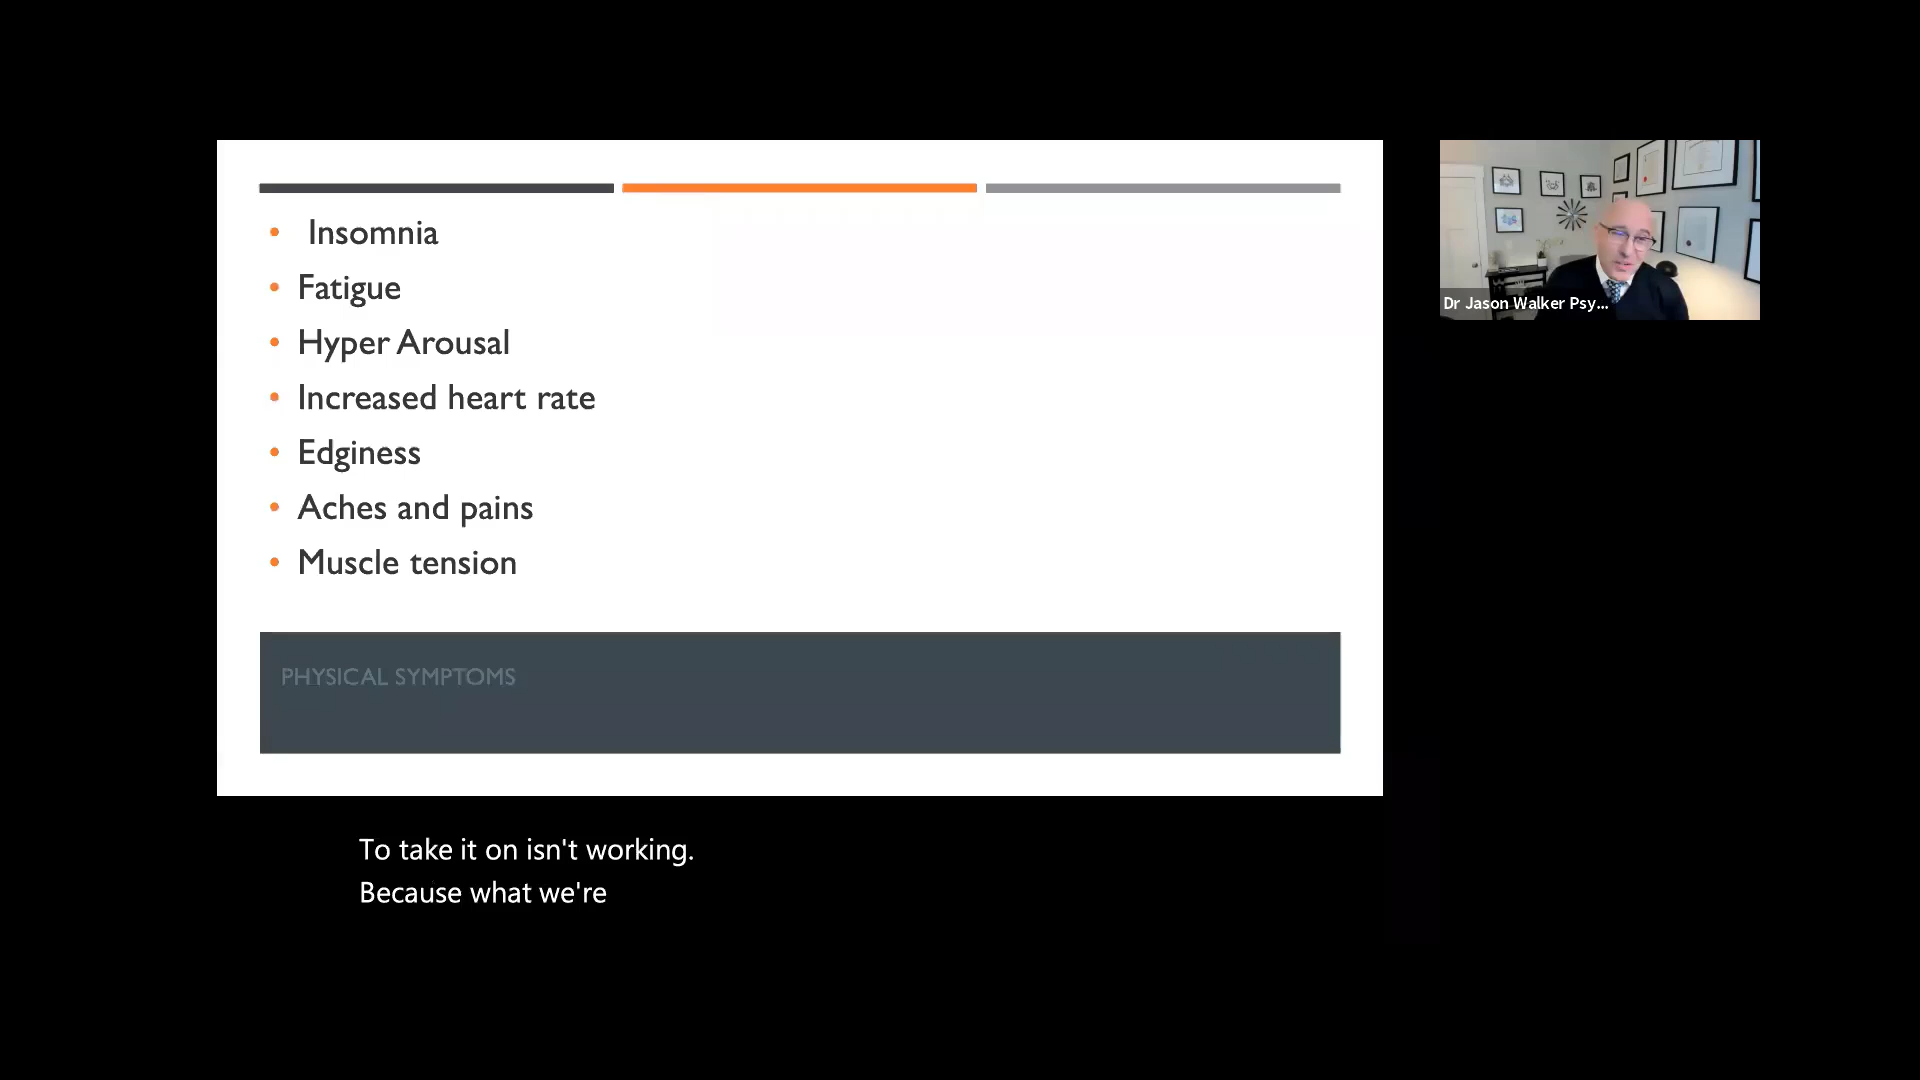 • Insomnia
• Fatigue
• Hyper Arousal
• Increased heart rate
• Edginess
• Aches and pains
• Muscle tension
PHYSICAL SYMPTOMS
Dr Jason Walker Psy...
To take it on isn't working.
Because what we're